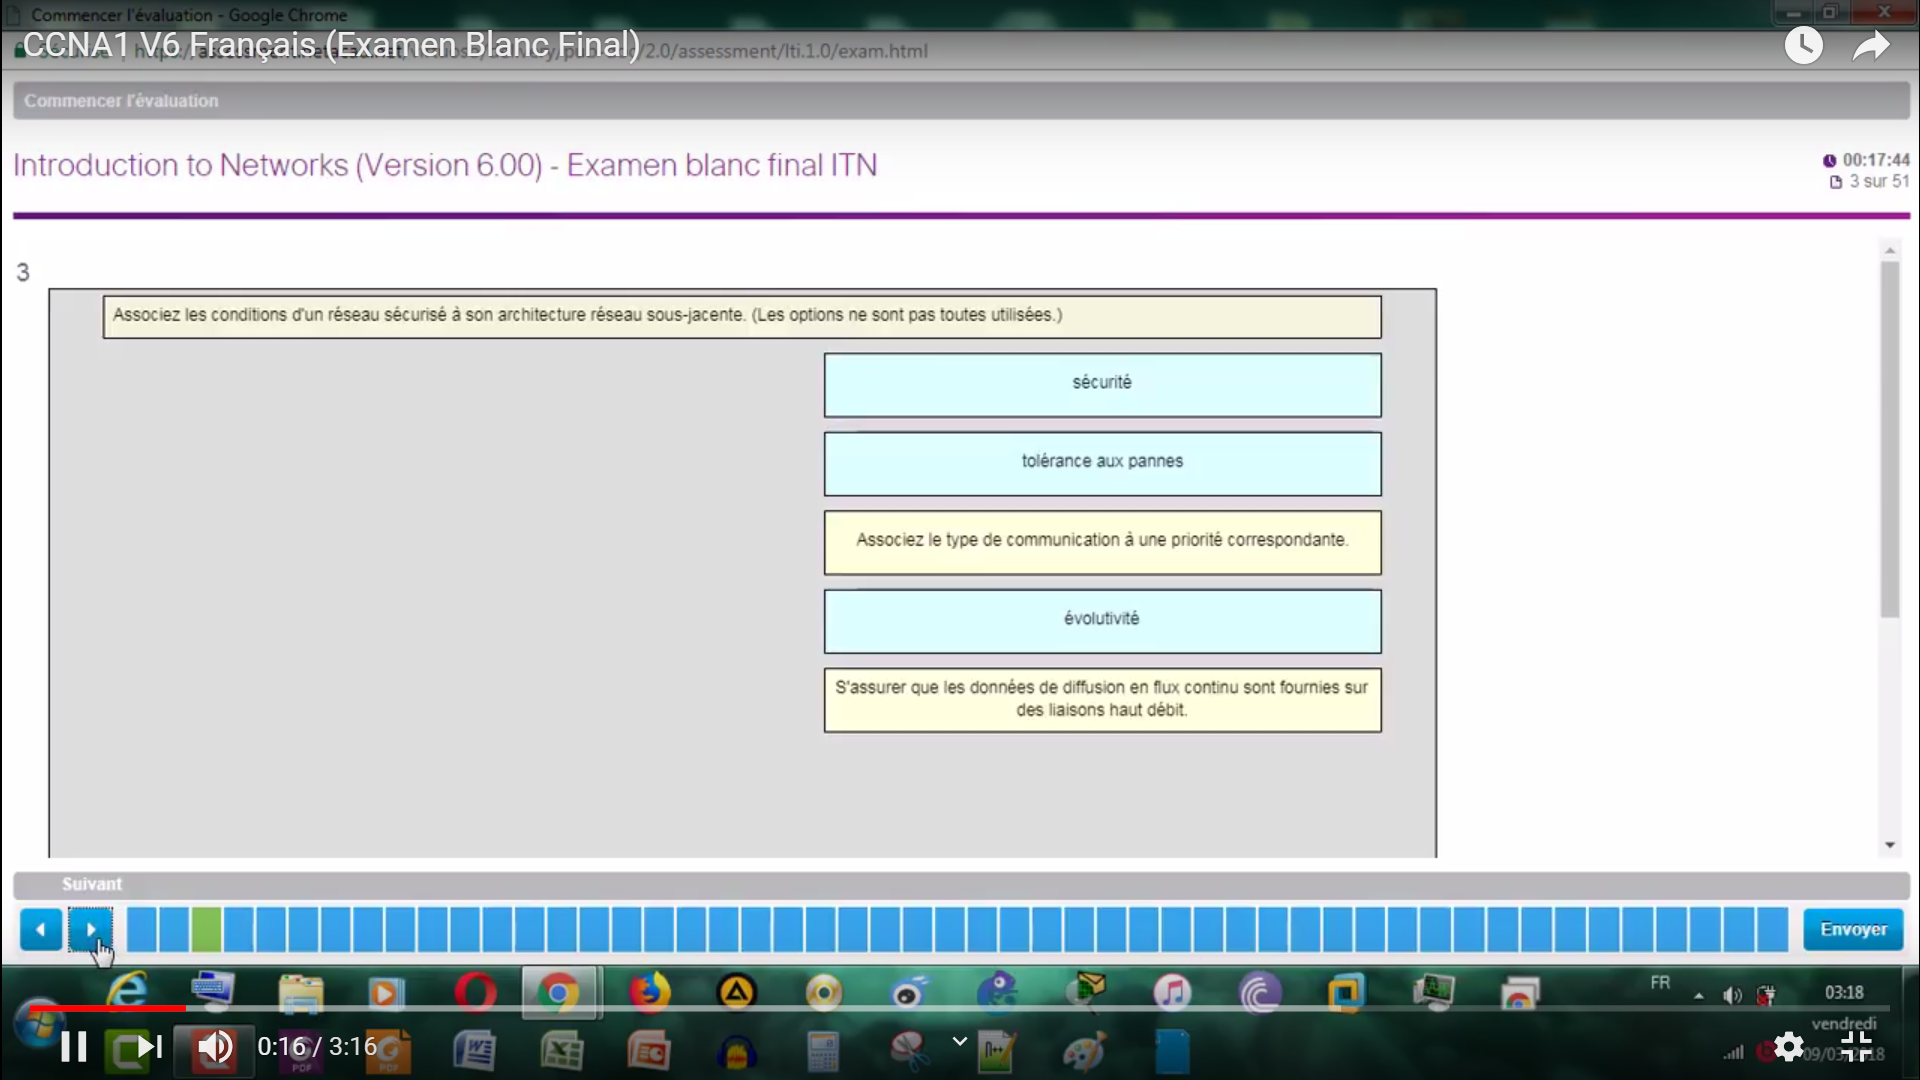 Commencer l'évaluation - Google Chrome
CCNA1 V6 Français (Examen Blanc Final)
/2.0/assessment/lti.1.0/exam.html
Commencer l'évaluation
Introduction to Networks (Version 6.00) - Examen blanc final ITN
00:17:44
3 sur 51
3
Associez les conditions d'un réseau sécurisé à son architecture réseau sous-jacente. (Les options ne sont pas toutes utilisées.)
sécurité
tolérance aux pannes
Associez le type de communication à une priorité correspondante.
évolutivité
S'assurer que les données de diffusion en flux continu sont fournies sur
des liaisons haut débit.
Suivant
Envoyer
FR
03:18
vendredi
0:16 / 3:16